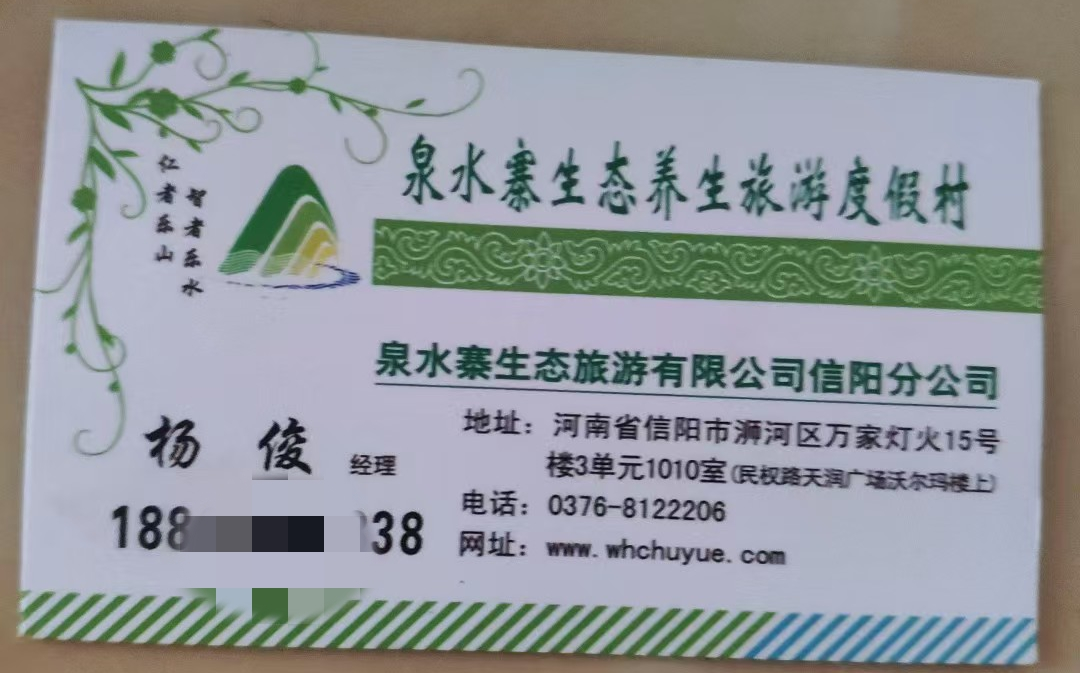 仁者乐山
智者乐水
泉水寨生态养生旅游度假村
泉水寨生态旅游有限公司信阳分公司
杨 俊 经理
188
38
地址：河南省信阳市浉河区万家灯火15号
楼3单元1010室(民权路天润广场沃尔玛楼上)
电话：0376-8122206
网址：www.whchuyue.com